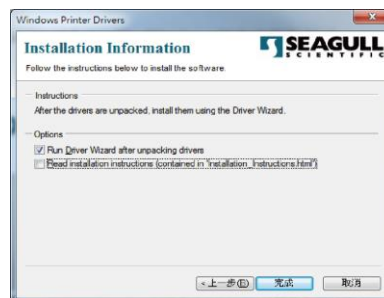 Windows Printer Drivers
Installation Information
SEAGULL
SCIENTIFIC
Follow the instructions below to install the software
Instructions
After the drivers are unpacked, install them using the Driver Wizard.
Options
Run Driver Wizard after unpacking drivers
Read installation instructions (contained in "Installation_Instructions.html")
<上一步(B) 完成 取消